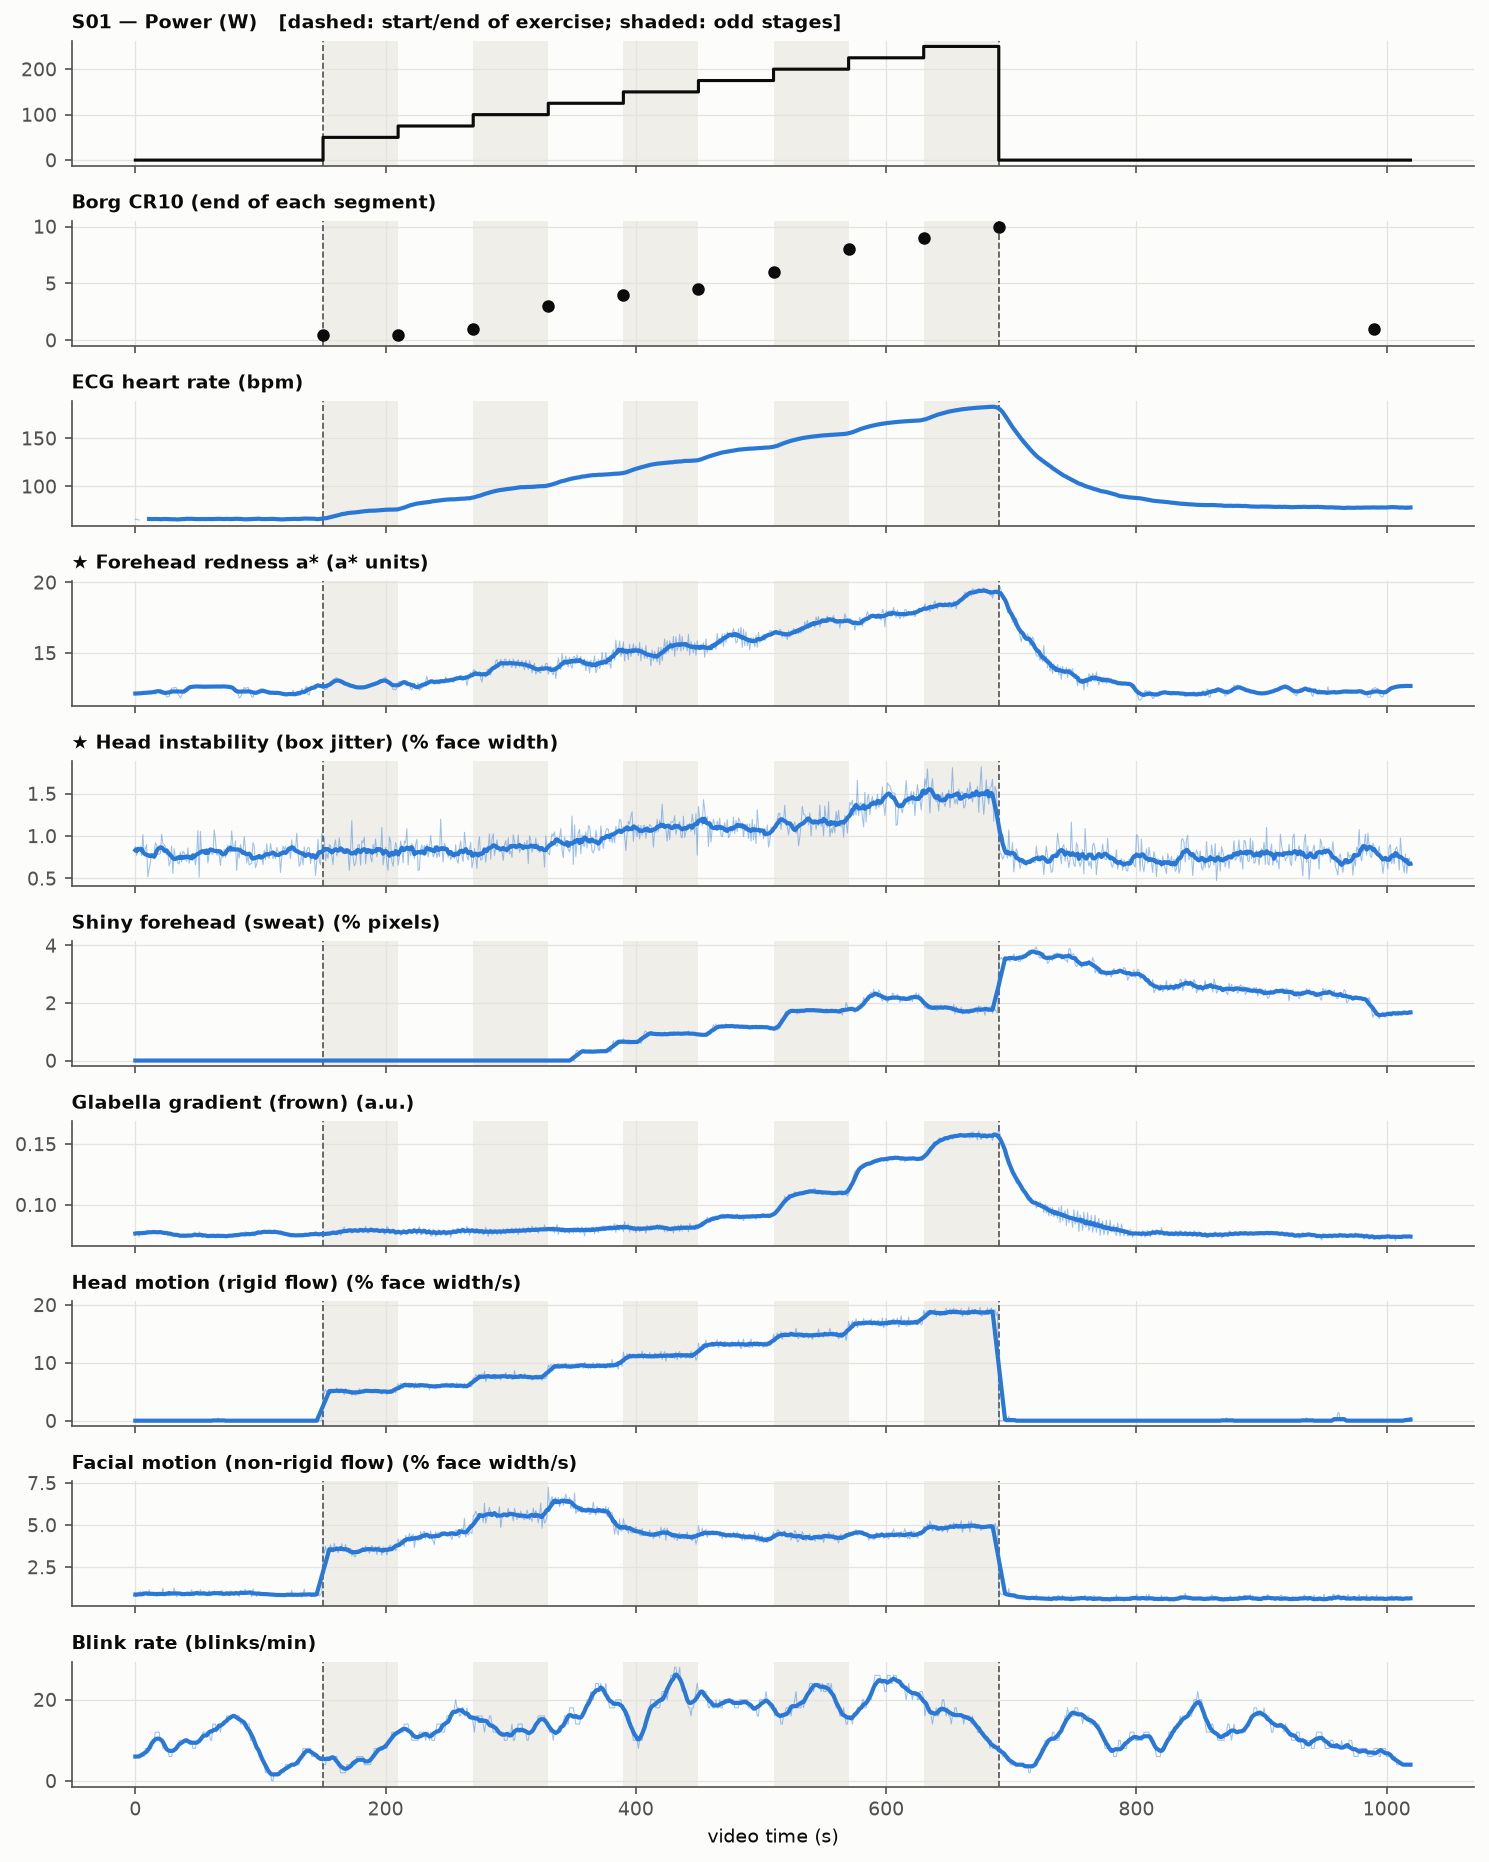 S01 — Power (W)   [dashed: start/end of exercise; shaded: odd stages]
200
100
0
Borg CR10 (end of each segment)
10
5
0
ECG heart rate (bpm)
150
100
★ Forehead redness a* (a* units)
20
15
★ Head instability (box jitter) (% face width)
1.5
1.0
0.5
Shiny forehead (sweat) (% pixels)
4
2
0
Glabella gradient (frown) (a.u.)
0.15
0.10
Head motion (rigid flow) (% face width/s)
20
10
0
Facial motion (non-rigid flow) (% face width/s)
7.5
5.0
2.5
Blink rate (blinks/min)
20
0
0 200 400 600 800 1000
video time (s)